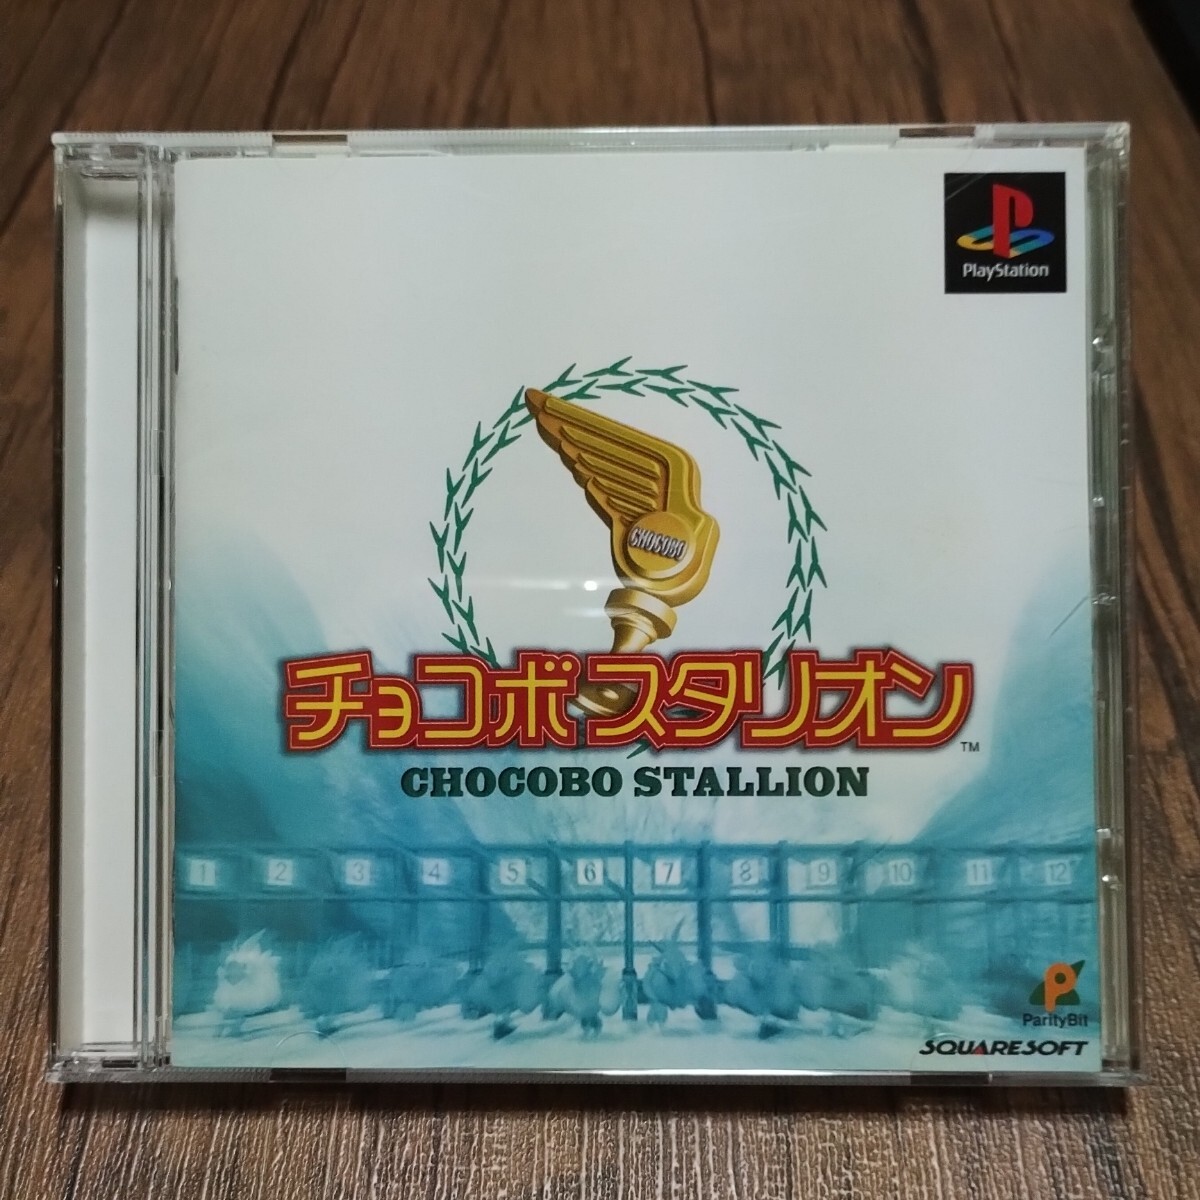 PlayStation
CHOCOBO
チョコボスタリオン
TM
CHOCOBO STALLION
1 2 3 4 5 6 7 8 9 10 11 12
ParityBit
SQUARESOFT